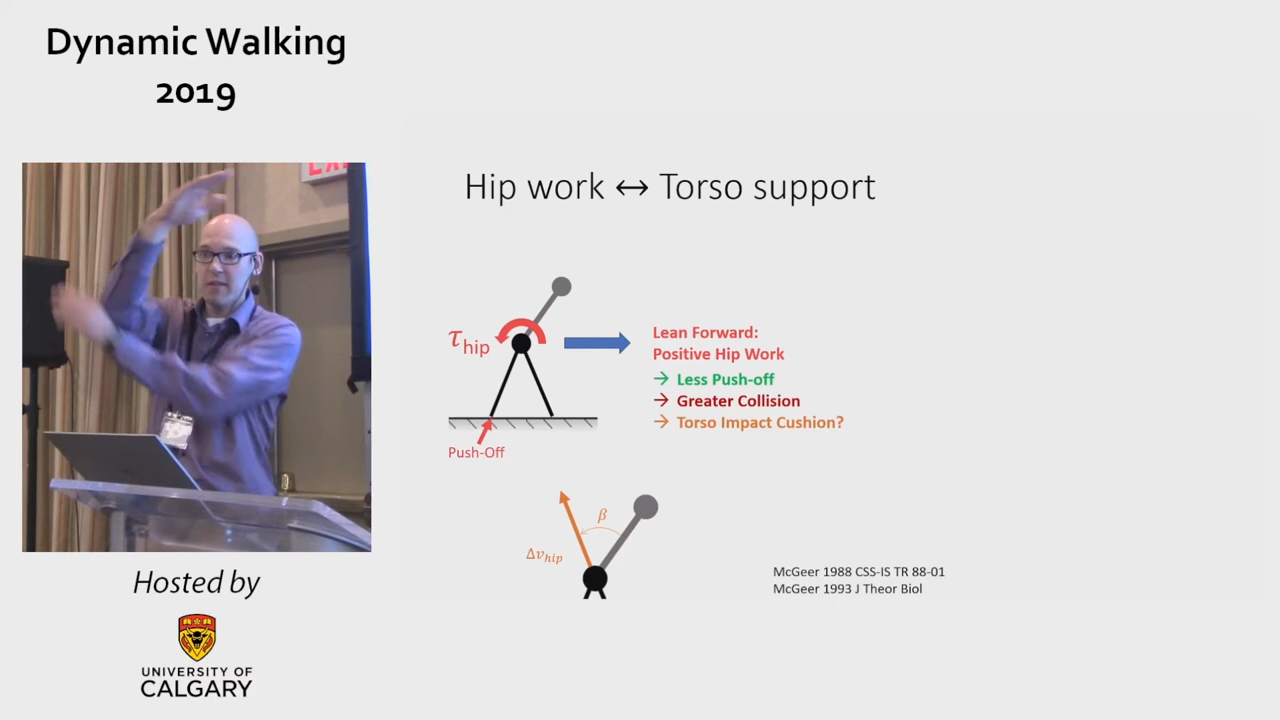 Dynamic Walking
2019
EXI
Hip work ↔ Torso support
τhip
Push-Off
Lean Forward:
Positive Hip Work
→ Less Push-off
→ Greater Collision
→ Torso Impact Cushion?
β
Δvhip
McGeer 1988 CSS-IS TR 88-01
McGeer 1993 J Theor Biol
Hosted by
UNIVERSITY OF
CALGARY